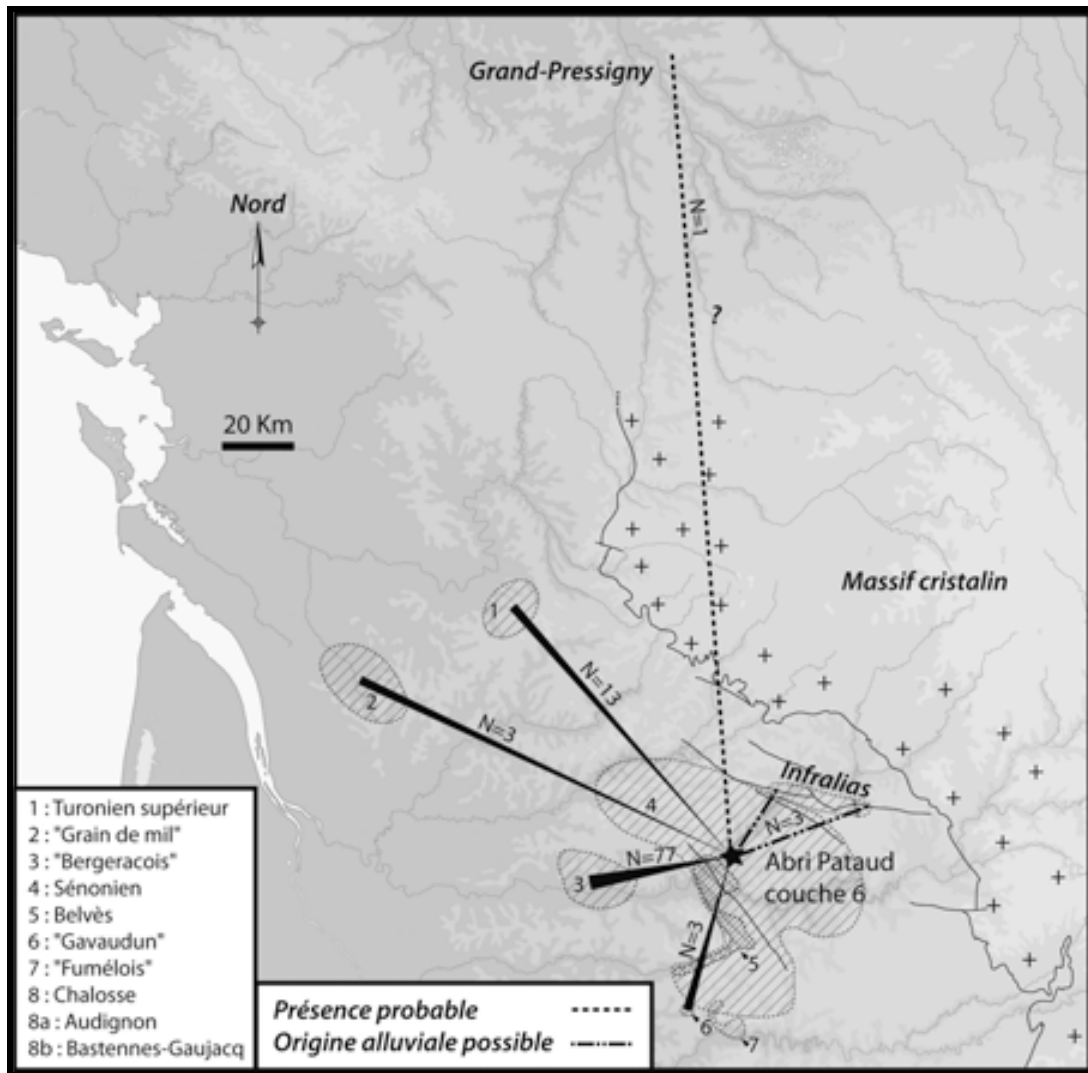 Grand-Pressigny
Nord
N=1
?
20 Km
Massif cristalin
1
N=13
2
N=3
Infralias
4
N=3
N=77
3
Abri Pataud
couche 6
N=3
5
6
7
1 : Turonien supérieur
2 : "Grain de mil"
3 : "Bergeracois"
4 : Sénonien
5 : Belvès
6 : "Gavaudun"
7 : "Fumélois"
8 : Chalosse
8a : Audignon
8b : Bastennes-Gaujacq
Présence probable
Origine alluviale possible